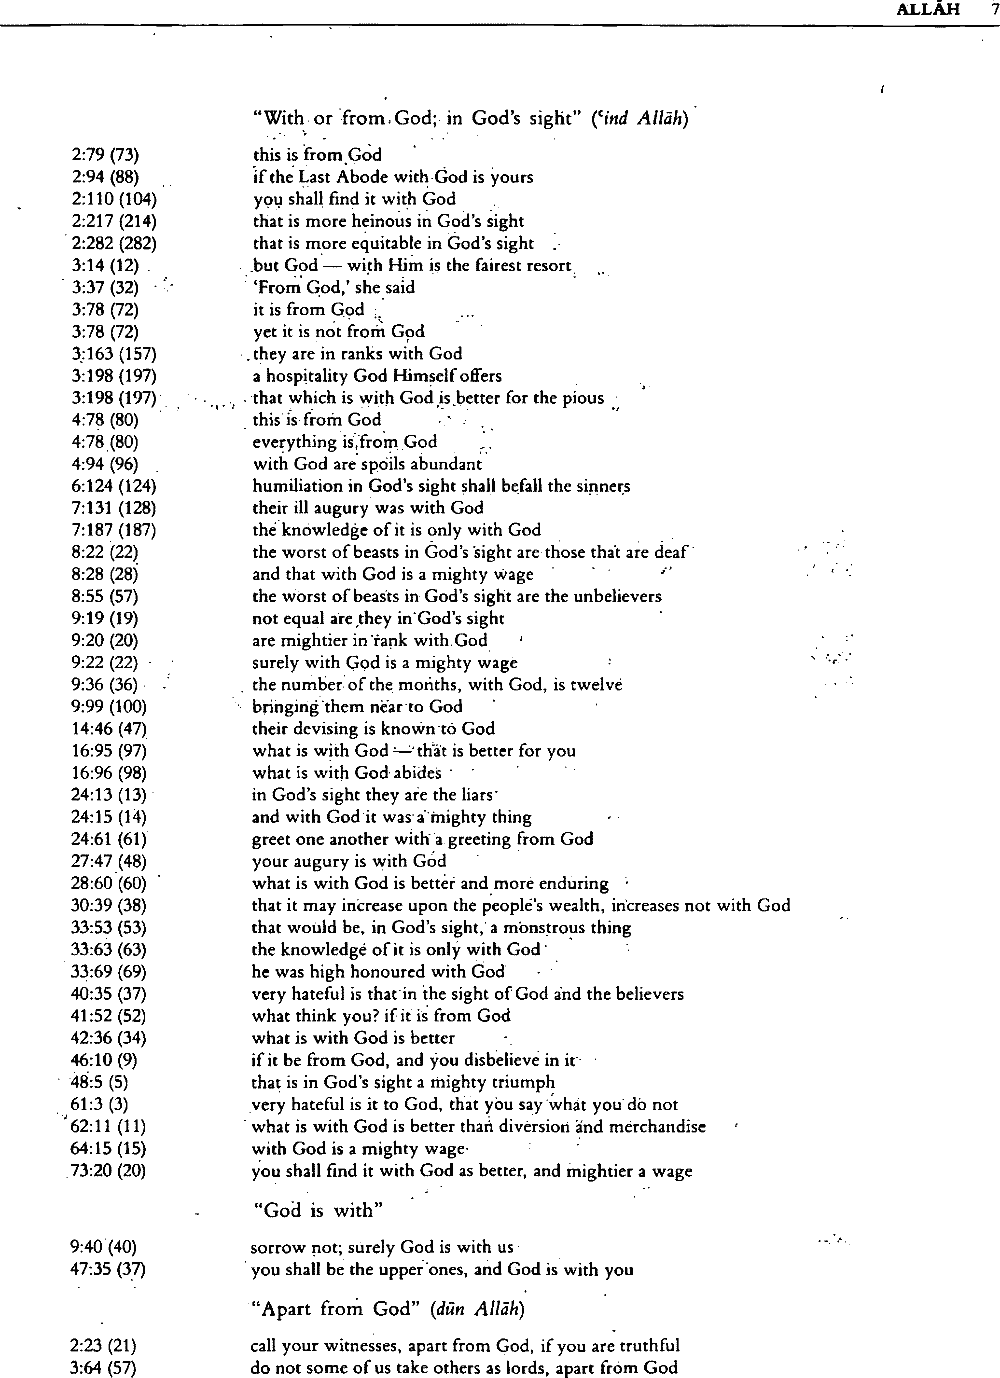 ALLĀH 7
"With or from God; in God's sight" (ʿind Allāh)
2:79 (73) this is from God
2:94 (88) if the Last Abode with God is yours
2:110 (104) you shall find it with God
2:217 (214) that is more heinous in God's sight
2:282 (282) that is more equitable in God's sight
3:14 (12) but God — with Him is the fairest resort
3:37 (32) 'From God,' she said
3:78 (72) it is from God
3:78 (72) yet it is not from God
3:163 (157) they are in ranks with God
3:198 (197) a hospitality God Himself offers
3:198 (197) that which is with God is better for the pious
4:78 (80) this is from God
4:78 (80) everything is from God
4:94 (96) with God are spoils abundant
6:124 (124) humiliation in God's sight shall befall the sinners
7:131 (128) their ill augury was with God
7:187 (187) the knowledge of it is only with God
8:22 (22) the worst of beasts in God's sight are those that are deaf
8:28 (28) and that with God is a mighty wage
8:55 (57) the worst of beasts in God's sight are the unbelievers
9:19 (19) not equal are they in God's sight
9:20 (20) are mightier in rank with God
9:22 (22) surely with God is a mighty wage
9:36 (36) the number of the months, with God, is twelve
9:99 (100) bringing them near to God
14:46 (47) their devising is known to God
16:95 (97) what is with God — that is better for you
16:96 (98) what is with God abides
24:13 (13) in God's sight they are the liars
24:15 (14) and with God it was a mighty thing
24:61 (61) greet one another with a greeting from God
27:47 (48) your augury is with God
28:60 (60) what is with God is better and more enduring
30:39 (38) that it may increase upon the people's wealth, increases not with God
33:53 (53) that would be, in God's sight, a monstrous thing
33:63 (63) the knowledge of it is only with God
33:69 (69) he was high honoured with God
40:35 (37) very hateful is that in the sight of God and the believers
41:52 (52) what think you? if it is from God
42:36 (34) what is with God is better
46:10 (9) if it be from God, and you disbelieve in it
48:5 (5) that is in God's sight a mighty triumph
61:3 (3) very hateful is it to God, that you say what you do not
62:11 (11) what is with God is better than diversion and merchandise
64:15 (15) with God is a mighty wage
73:20 (20) you shall find it with God as better, and mightier a wage
"God is with"
9:40 (40) sorrow not; surely God is with us
47:35 (37) you shall be the upper ones, and God is with you
"Apart from God" (dūn Allāh)
2:23 (21) call your witnesses, apart from God, if you are truthful
3:64 (57) do not some of us take others as lords, apart from God